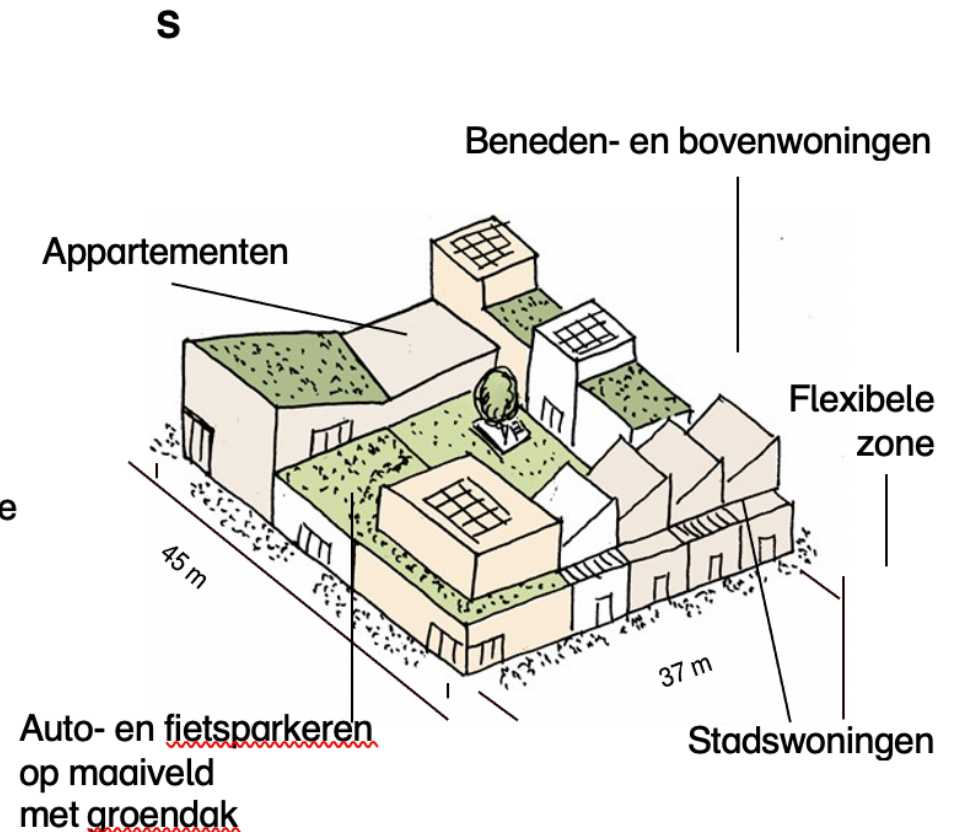 S
Beneden- en bovenwoningen
Appartementen
Flexibele
zone
e
45 m
37 m
Auto- en fietsparkeren
op maaiveld
met groendak
Stadswoningen